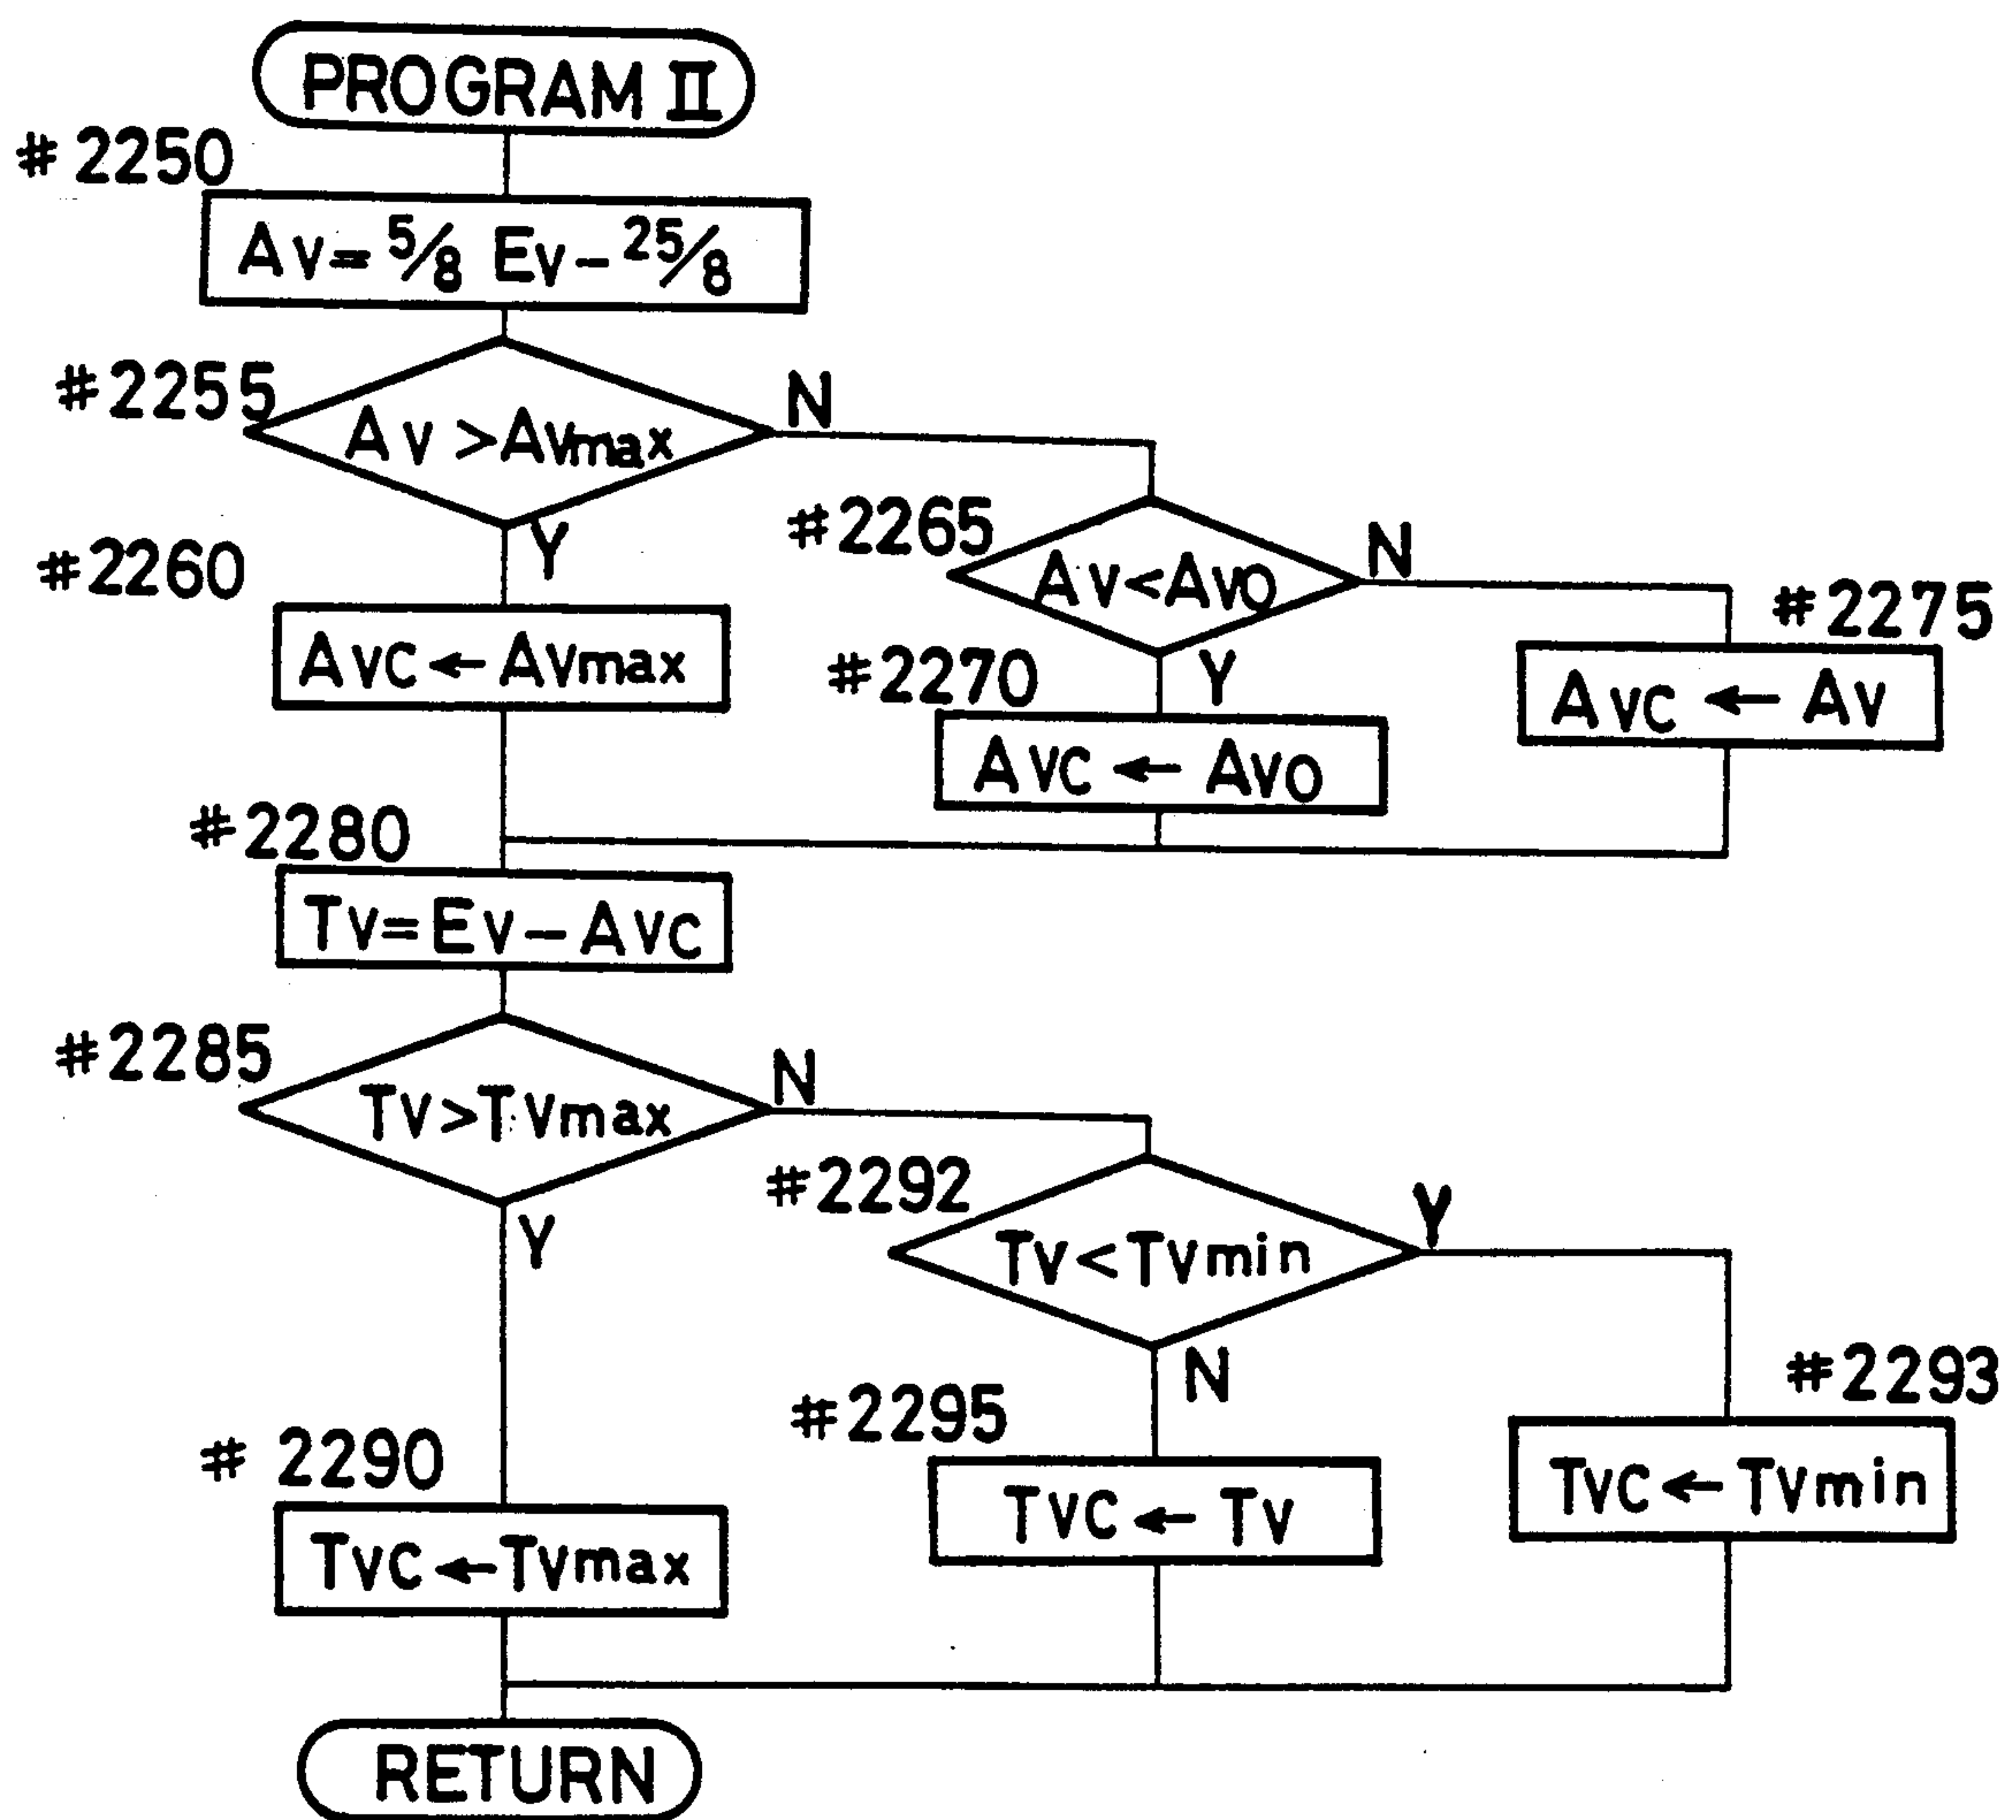 PROGRAM II
#2250
Av= 5/8 Ev- 25/8
#2255
Av >Avmax
N
Y
#2260
Avc ← Avmax
#2265
Av<Avo
N
Y
#2270
Avc ← Avo
#2275
Avc ← Av
#2280
Tv=Ev-Avc
#2285
Tv>Tvmax
N
Y
#2292
Tv<Tvmin
Y
N
#2293
Tvc ← Tvmin
#2295
Tvc ← Tv
# 2290
Tvc ← Tvmax
RETURN